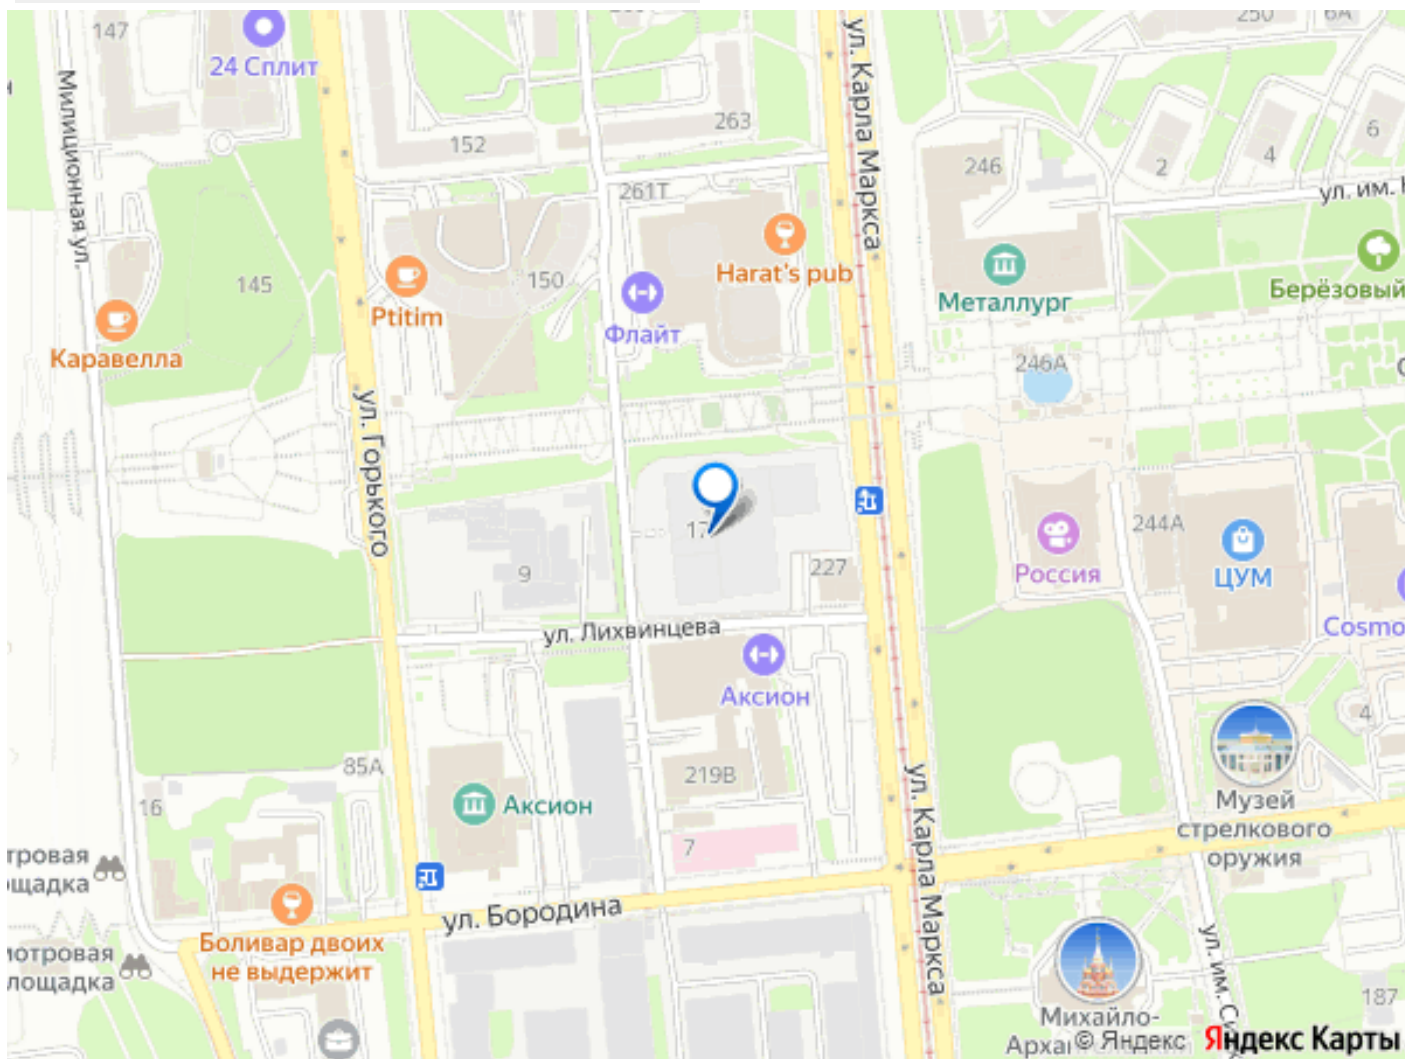 147
24 Сплит
Милиционная ул.
152
263
ул. Карла Маркса
250
6А
246
2
4
6
261Т
ул. им.
145
Ptitim
150
Флайт
Harat's pub
Металлург
Берёзовый
Каравелла
246А
ул. Горького
9
227
Россия
244А
ЦУМ
Cosmo
ул. Лихвинцева
Аксион
4
85А
16
219В
Аксион
7
Музей
стрелкового
оружия
ул. Карла Маркса
ул. Бородина
Боливар двоих
не выдержит
ул. им.
187
Михайло-
© Яндекс
Яндекс Карты